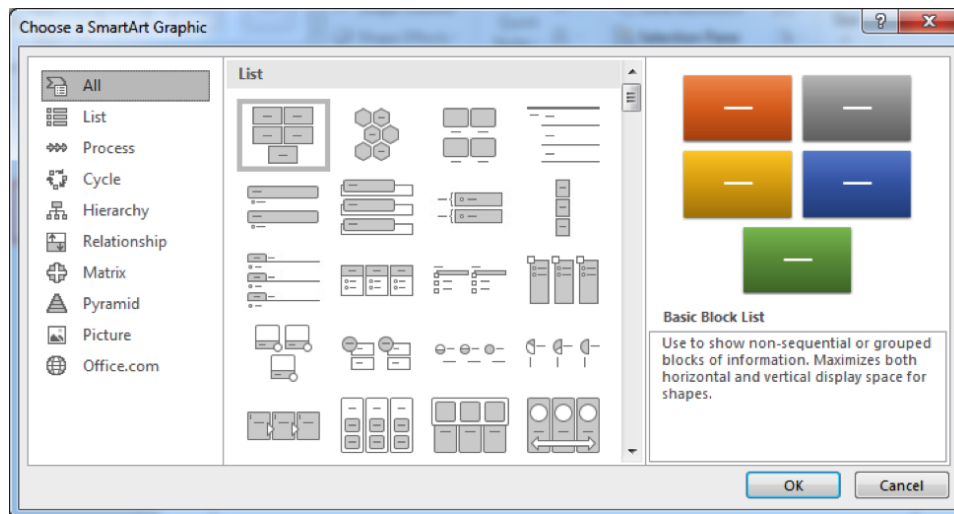 Choose a SmartArt Graphic
All
List
Process
Cycle
Hierarchy
Relationship
Matrix
Pyramid
Picture
Office.com
List
Basic Block List
Use to show non-sequential or grouped
blocks of information. Maximizes both
horizontal and vertical display space for
shapes.
OK
Cancel